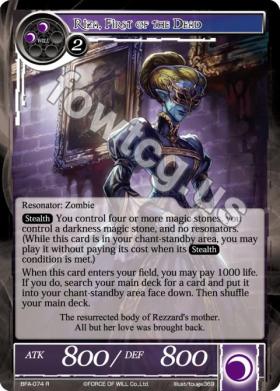 Riza, First of the Dead
WILL
2
fowtcg.us
Resonator: Zombie
Stealth You control four or more magic stones, you
control a darkness magic stone, and no resonators.
(While this card is in your chant-standby area, you may
play it without paying its cost when its Stealth
condition is met.)
When this card enters your field, you may pay 1000 life.
If you do, search your main deck for a card and put it
into your chant-standby area face down. Then shuffle
your main deck.
The resurrected body of Rezzard's mother.
All but her love was brought back.
ATK 800/ DEF 800
BFA-074 R ©FORCE OF WILL Co.,Ltd. Illust/touge369